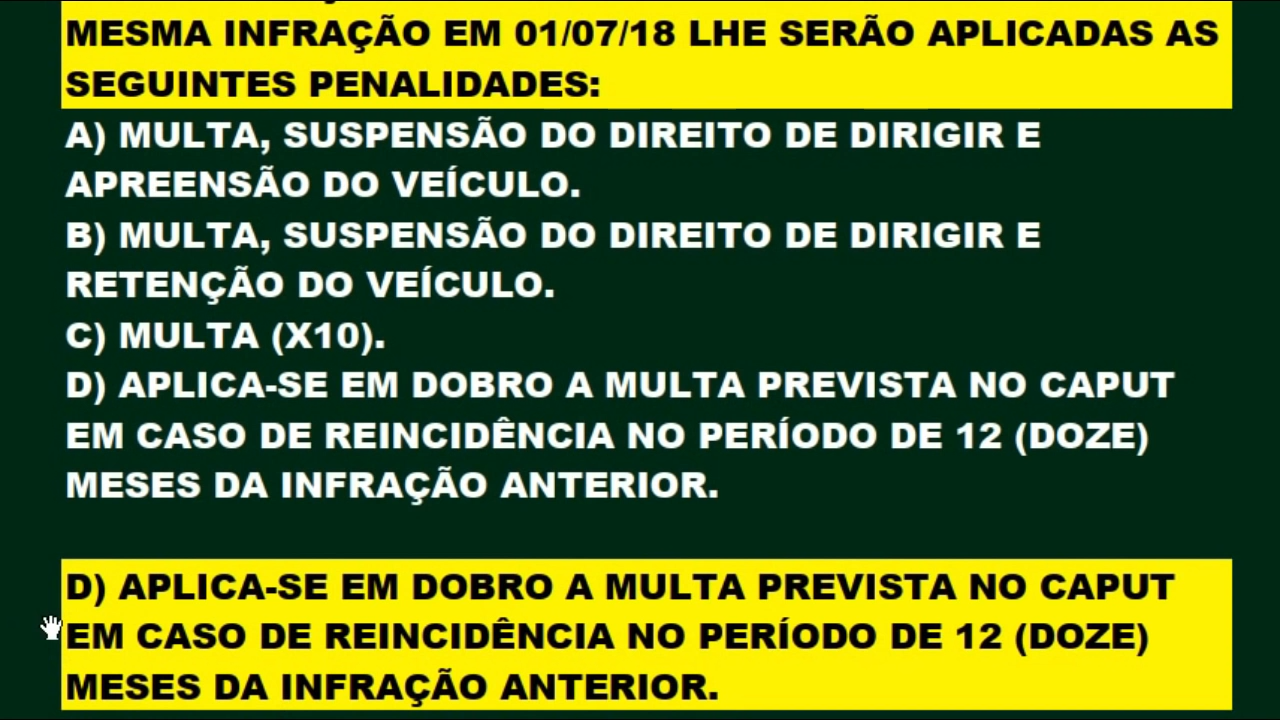 MESMA INFRAÇÃO EM 01/07/18 LHE SERÃO APLICADAS AS
SEGUINTES PENALIDADES:
A) MULTA, SUSPENSÃO DO DIREITO DE DIRIGIR E
APREENSÃO DO VEÍCULO.
B) MULTA, SUSPENSÃO DO DIREITO DE DIRIGIR E
RETENÇÃO DO VEÍCULO.
C) MULTA (X10).
D) APLICA-SE EM DOBRO A MULTA PREVISTA NO CAPUT
EM CASO DE REINCIDÊNCIA NO PERÍODO DE 12 (DOZE)
MESES DA INFRAÇÃO ANTERIOR.
D) APLICA-SE EM DOBRO A MULTA PREVISTA NO CAPUT
EM CASO DE REINCIDÊNCIA NO PERÍODO DE 12 (DOZE)
MESES DA INFRAÇÃO ANTERIOR.